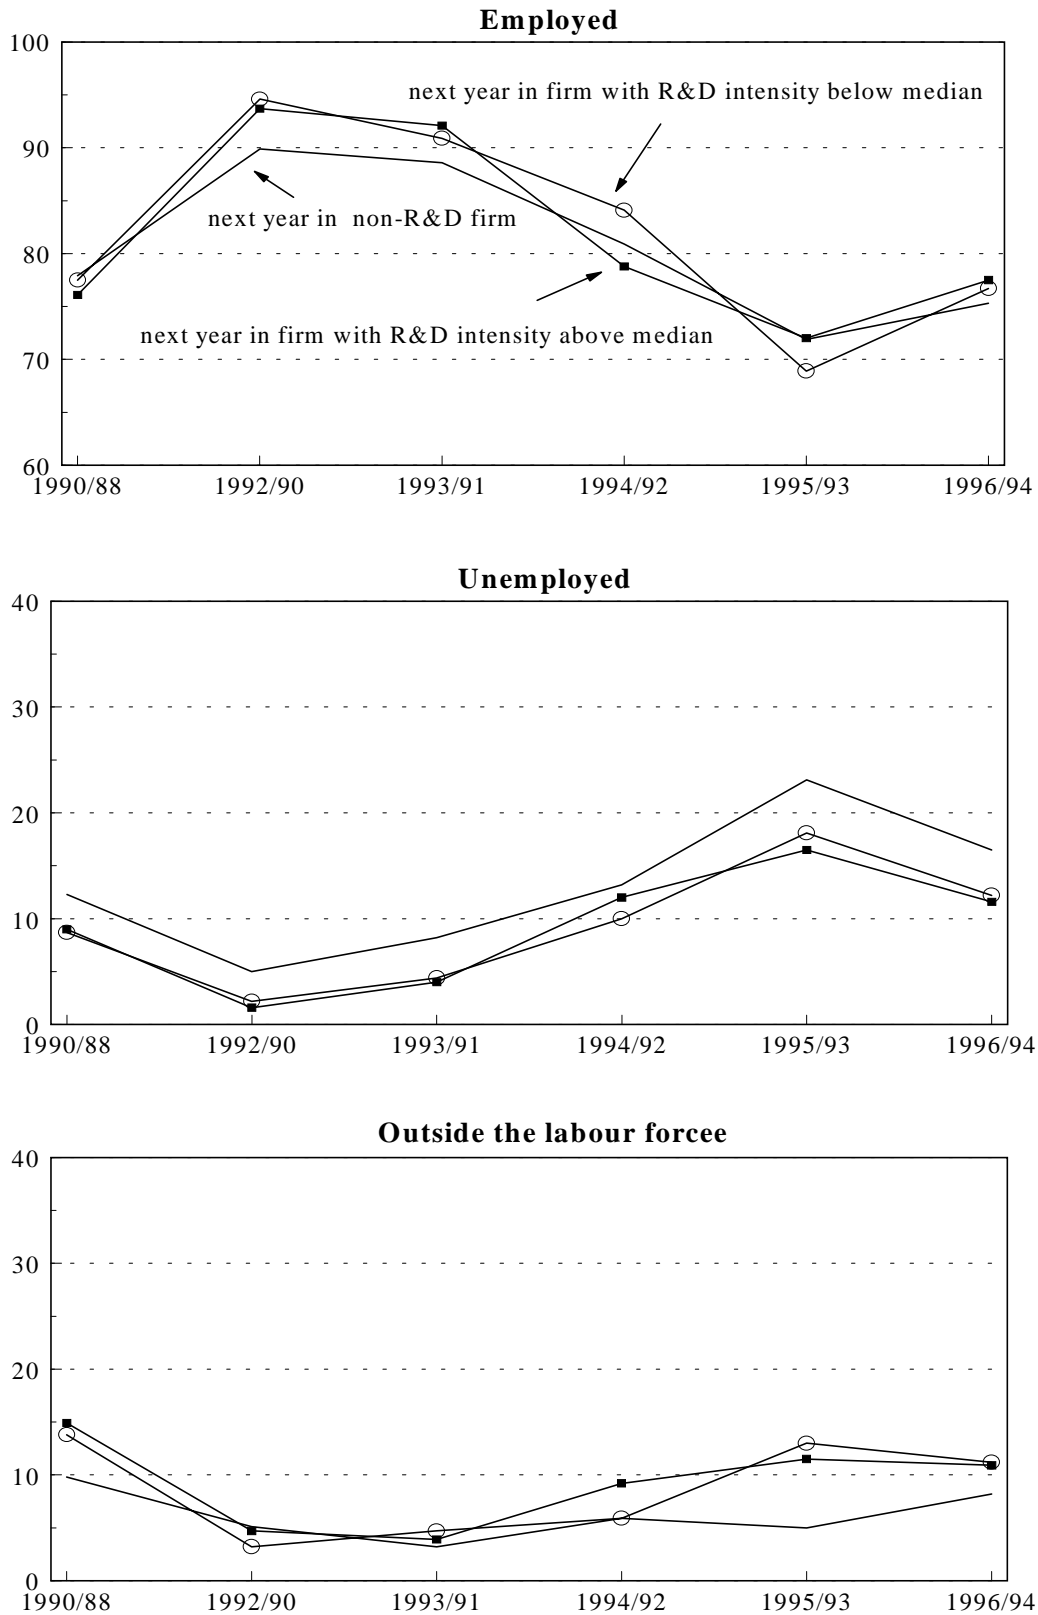 Employed
100
next year in firm with R&D intensity below median
90
next year in non-R&D firm
80
next year in firm with R&D intensity above median
70
60
1990/88 1992/90 1993/91 1994/92 1995/93 1996/94
Unemployed
40
30
20
10
0
1990/88 1992/90 1993/91 1994/92 1995/93 1996/94
Outside the labour forcee
40
30
20
10
0
1990/88 1992/90 1993/91 1994/92 1995/93 1996/94